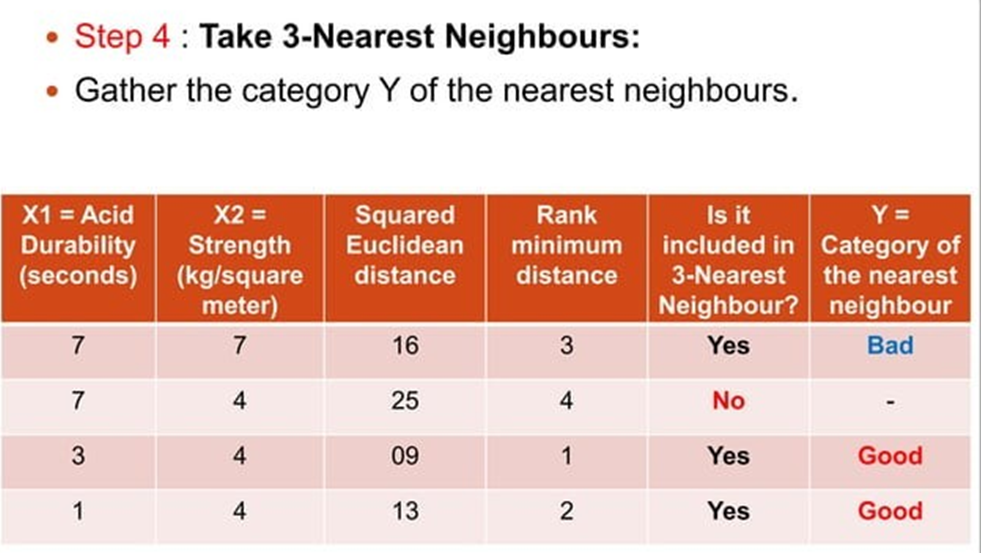 • Step 4 : Take 3-Nearest Neighbours:
• Gather the category Y of the nearest neighbours.
X1 = Acid Durability (seconds) | X2 = Strength (kg/square meter) | Squared Euclidean distance | Rank minimum distance | Is it included in 3-Nearest Neighbour? | Y = Category of the nearest neighbour
7 | 7 | 16 | 3 | Yes | Bad
7 | 4 | 25 | 4 | No | -
3 | 4 | 09 | 1 | Yes | Good
1 | 4 | 13 | 2 | Yes | Good